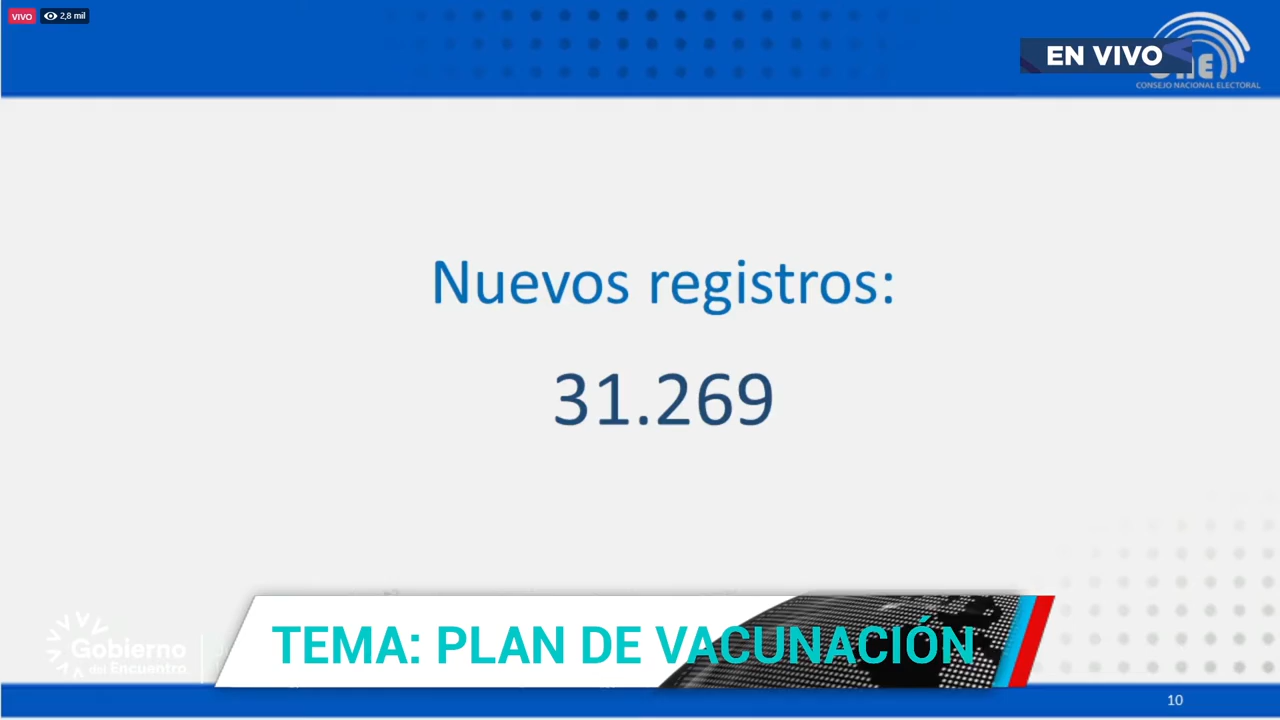 VIVO 2,8 mil
EN VIVO
CONSEJO NACIONAL ELECTORAL
Nuevos registros:
31.269
Gobierno
del Encuentro
TEMA: PLAN DE VACUNACIÓN
10